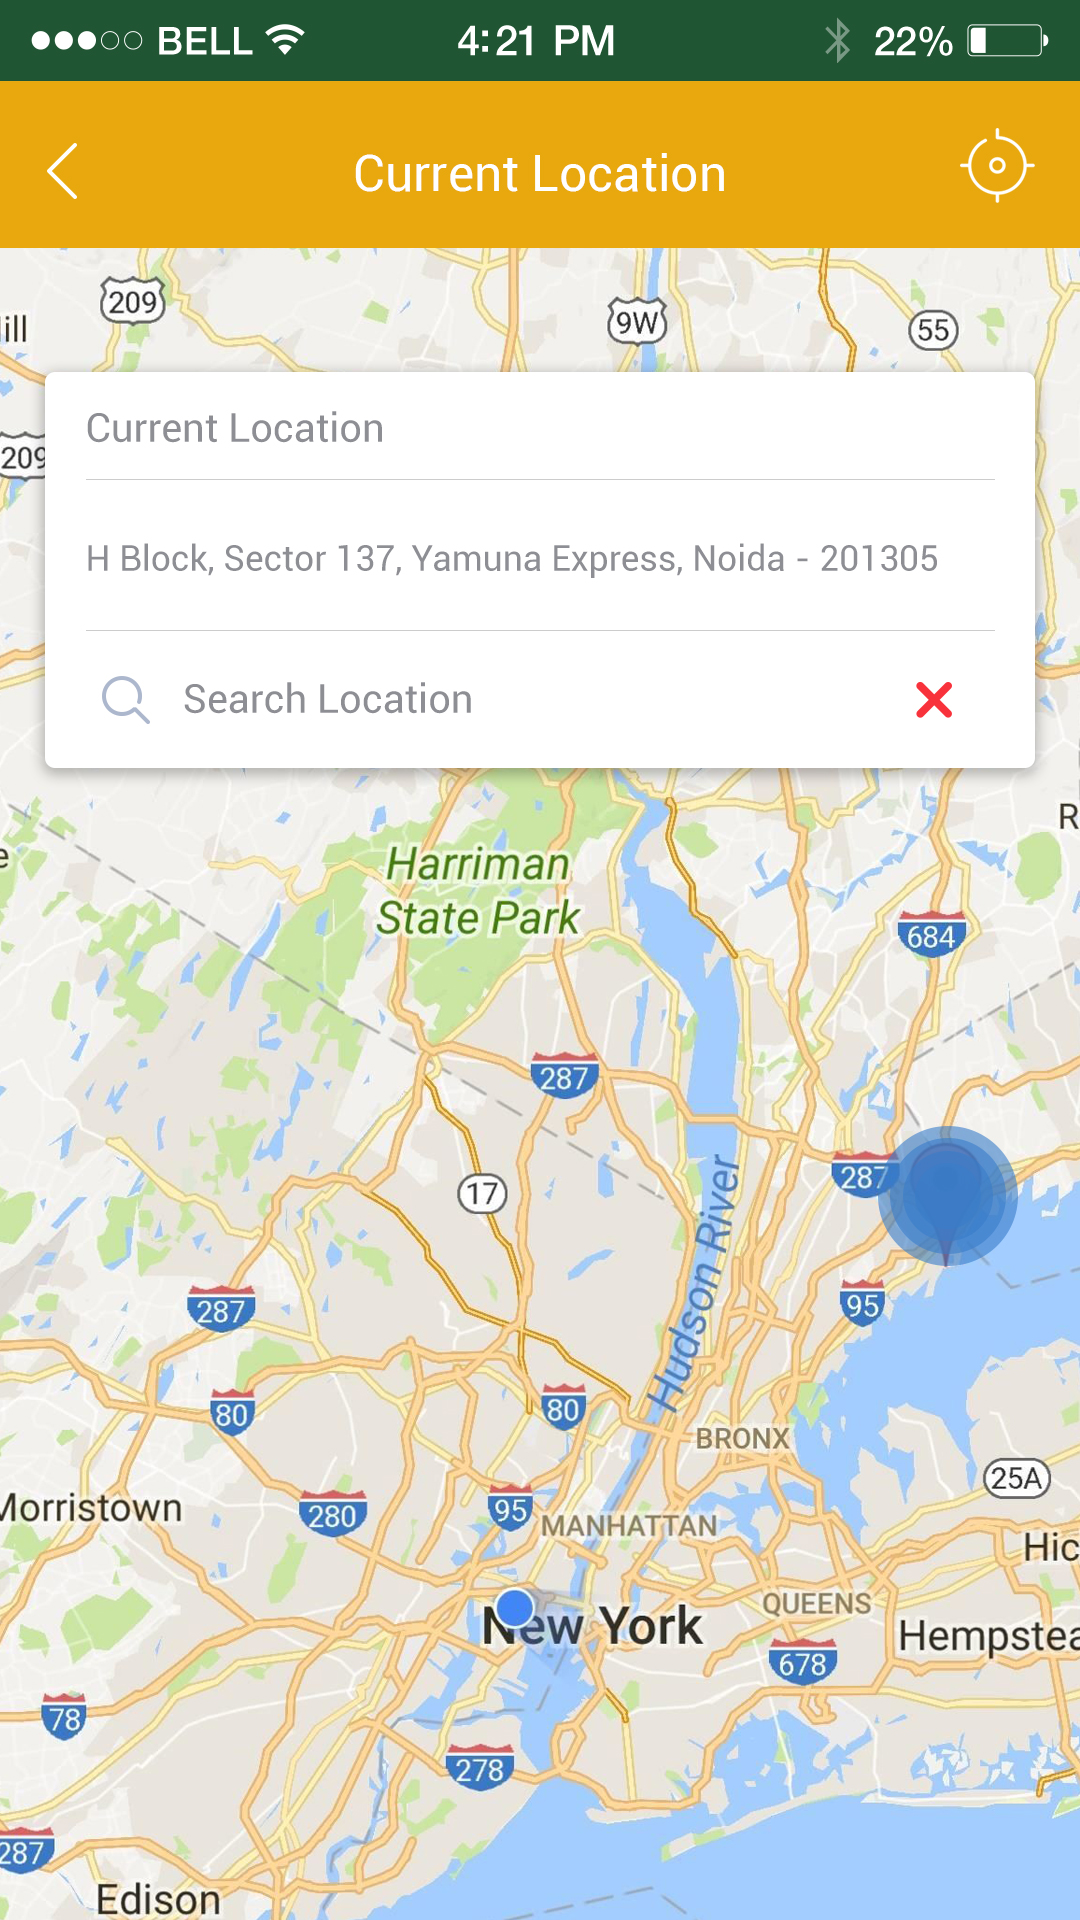 BELL 4:21 PM 22%
Current Location
209
9W
55
ill
Current Location
209
H Block, Sector 137, Yamuna Express, Noida - 201305
Search Location
R
e
Harriman
State Park
684
287
287
17
Hudson River
287
95
80
80
BRONX
25A
Morristown
280
95
MANHATTAN
Hic
QUEENS
New York
Hempstea
678
78
278
287
Edison